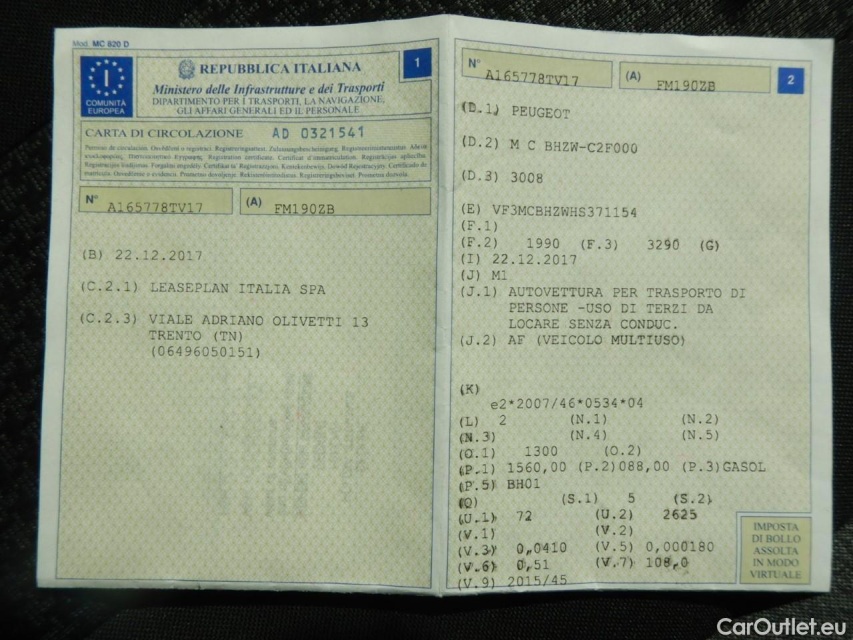 Mod. MC 820 D
I
COMUNITÀ
EUROPEA
REPUBBLICA ITALIANA
1
Ministero delle Infrastrutture e dei Trasporti
DIPARTIMENTO PER I TRASPORTI, LA NAVIGAZIONE,
GLI AFFARI GENERALI ED IL PERSONALE
CARTA DI CIRCOLAZIONE AD 0321541
N° A165778TV17 (A) FM190ZB
(B) 22.12.2017
(C.2.1) LEASEPLAN ITALIA SPA
(C.2.3) VIALE ADRIANO OLIVETTI 13
TRENTO (TN)
(06496050151)
N° A165778TV17 (A) FM190ZB
2
(D.1) PEUGEOT
(D.2) M C BHZW-C2F000
(D.3) 3008
(E) VF3MCBHZWHS371154
(F.1)
(F.2) 1990 (F.3) 3290 (G)
(I) 22.12.2017
(J) M1
(J.1) AUTOVETTURA PER TRASPORTO DI
PERSONE -USO DI TERZI DA
LOCARE SENZA CONDUC.
(J.2) AF (VEICOLO MULTIUSO)
(K)
e2*2007/46*0534*04
(L) 2 (N.1) (N.2)
(N.3) (N.4) (N.5)
(O.1) 1300 (O.2)
(P.1) 1560,00 (P.2)088,00 (P.3)GASOL
(P.5) BH01
(Q) (S.1) 5 (S.2)
(U.1) 72 (U.2) 2625
(V.1) (V.2)
(V.3) 0,0410 (V.5) 0,000180
(V.6) 0,51 (V.7) 108,0
(V.9) 2015/45
IMPOSTA
DI BOLLO
ASSOLTA
IN MODO
VIRTUALE
CarOutlet.eu